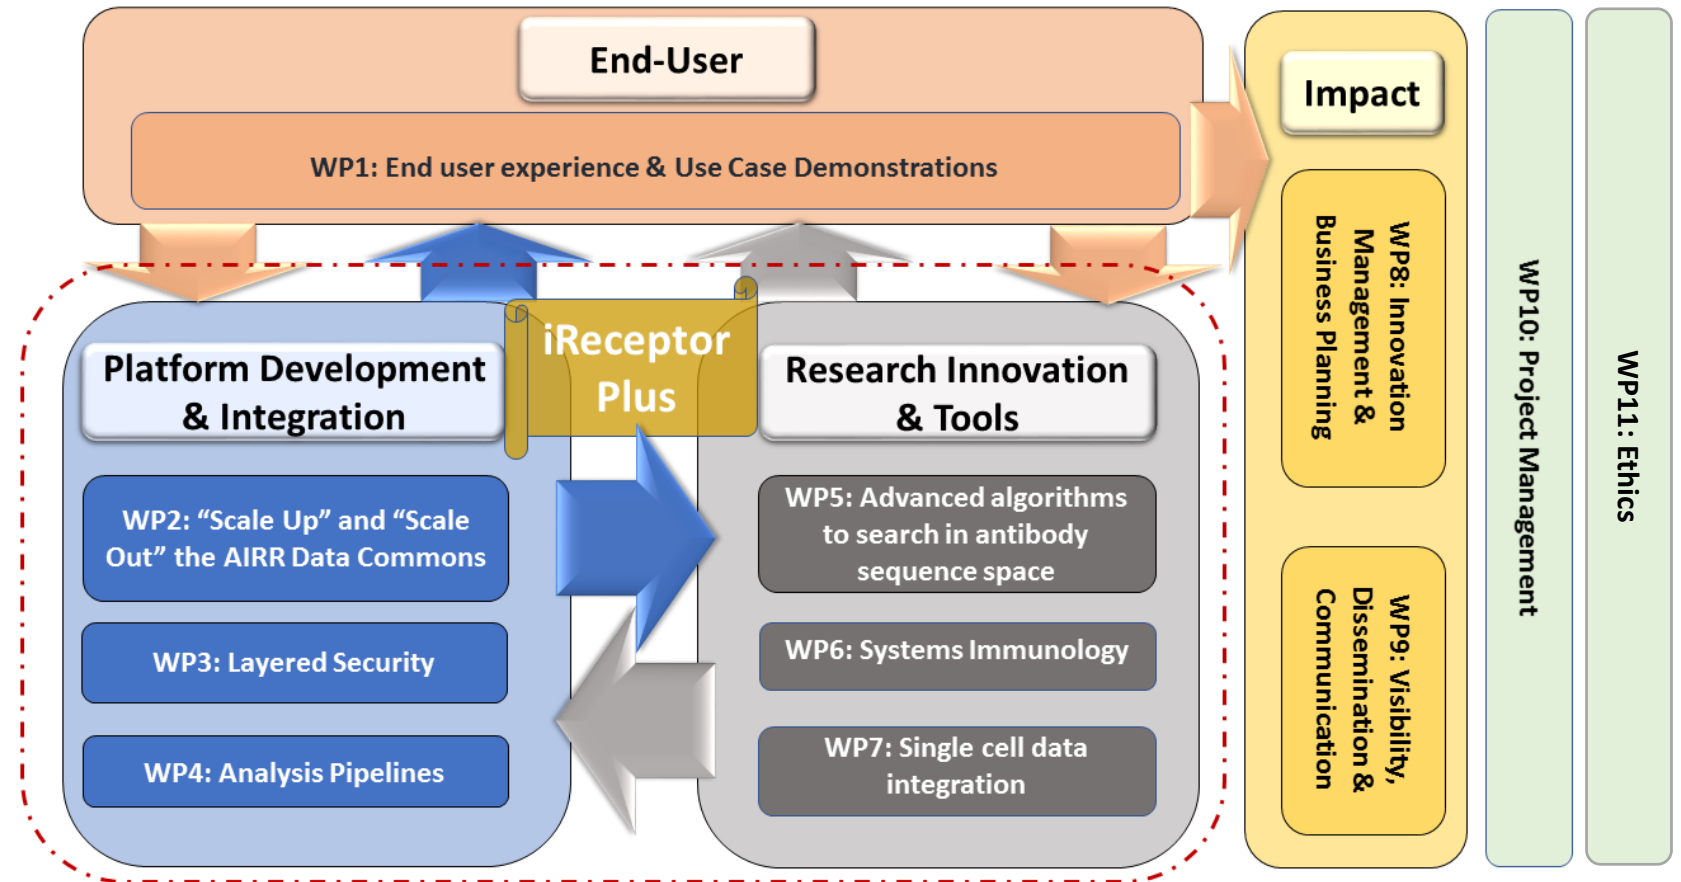 End-User
WP1: End user experience & Use Case Demonstrations
iReceptor
Plus
Platform Development
& Integration
WP2: “Scale Up” and “Scale
Out” the AIRR Data Commons
WP3: Layered Security
WP4: Analysis Pipelines
Research Innovation
& Tools
WP5: Advanced algorithms
to search in antibody
sequence space
WP6: Systems Immunology
WP7: Single cell data
integration
Impact
WP8: Innovation
Management &
Business Planning
WP9: Visibility,
Dissemination &
Communication
WP10: Project Management
WP11: Ethics